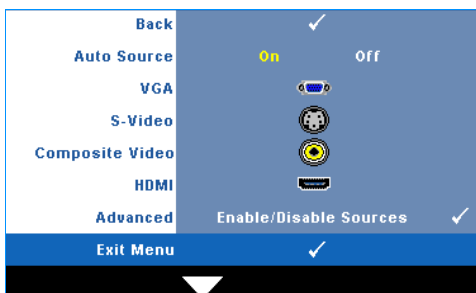 Back
Auto Source On Off
VGA
S-Video
Composite Video
HDMI
Advanced Enable/Disable Sources
Exit Menu